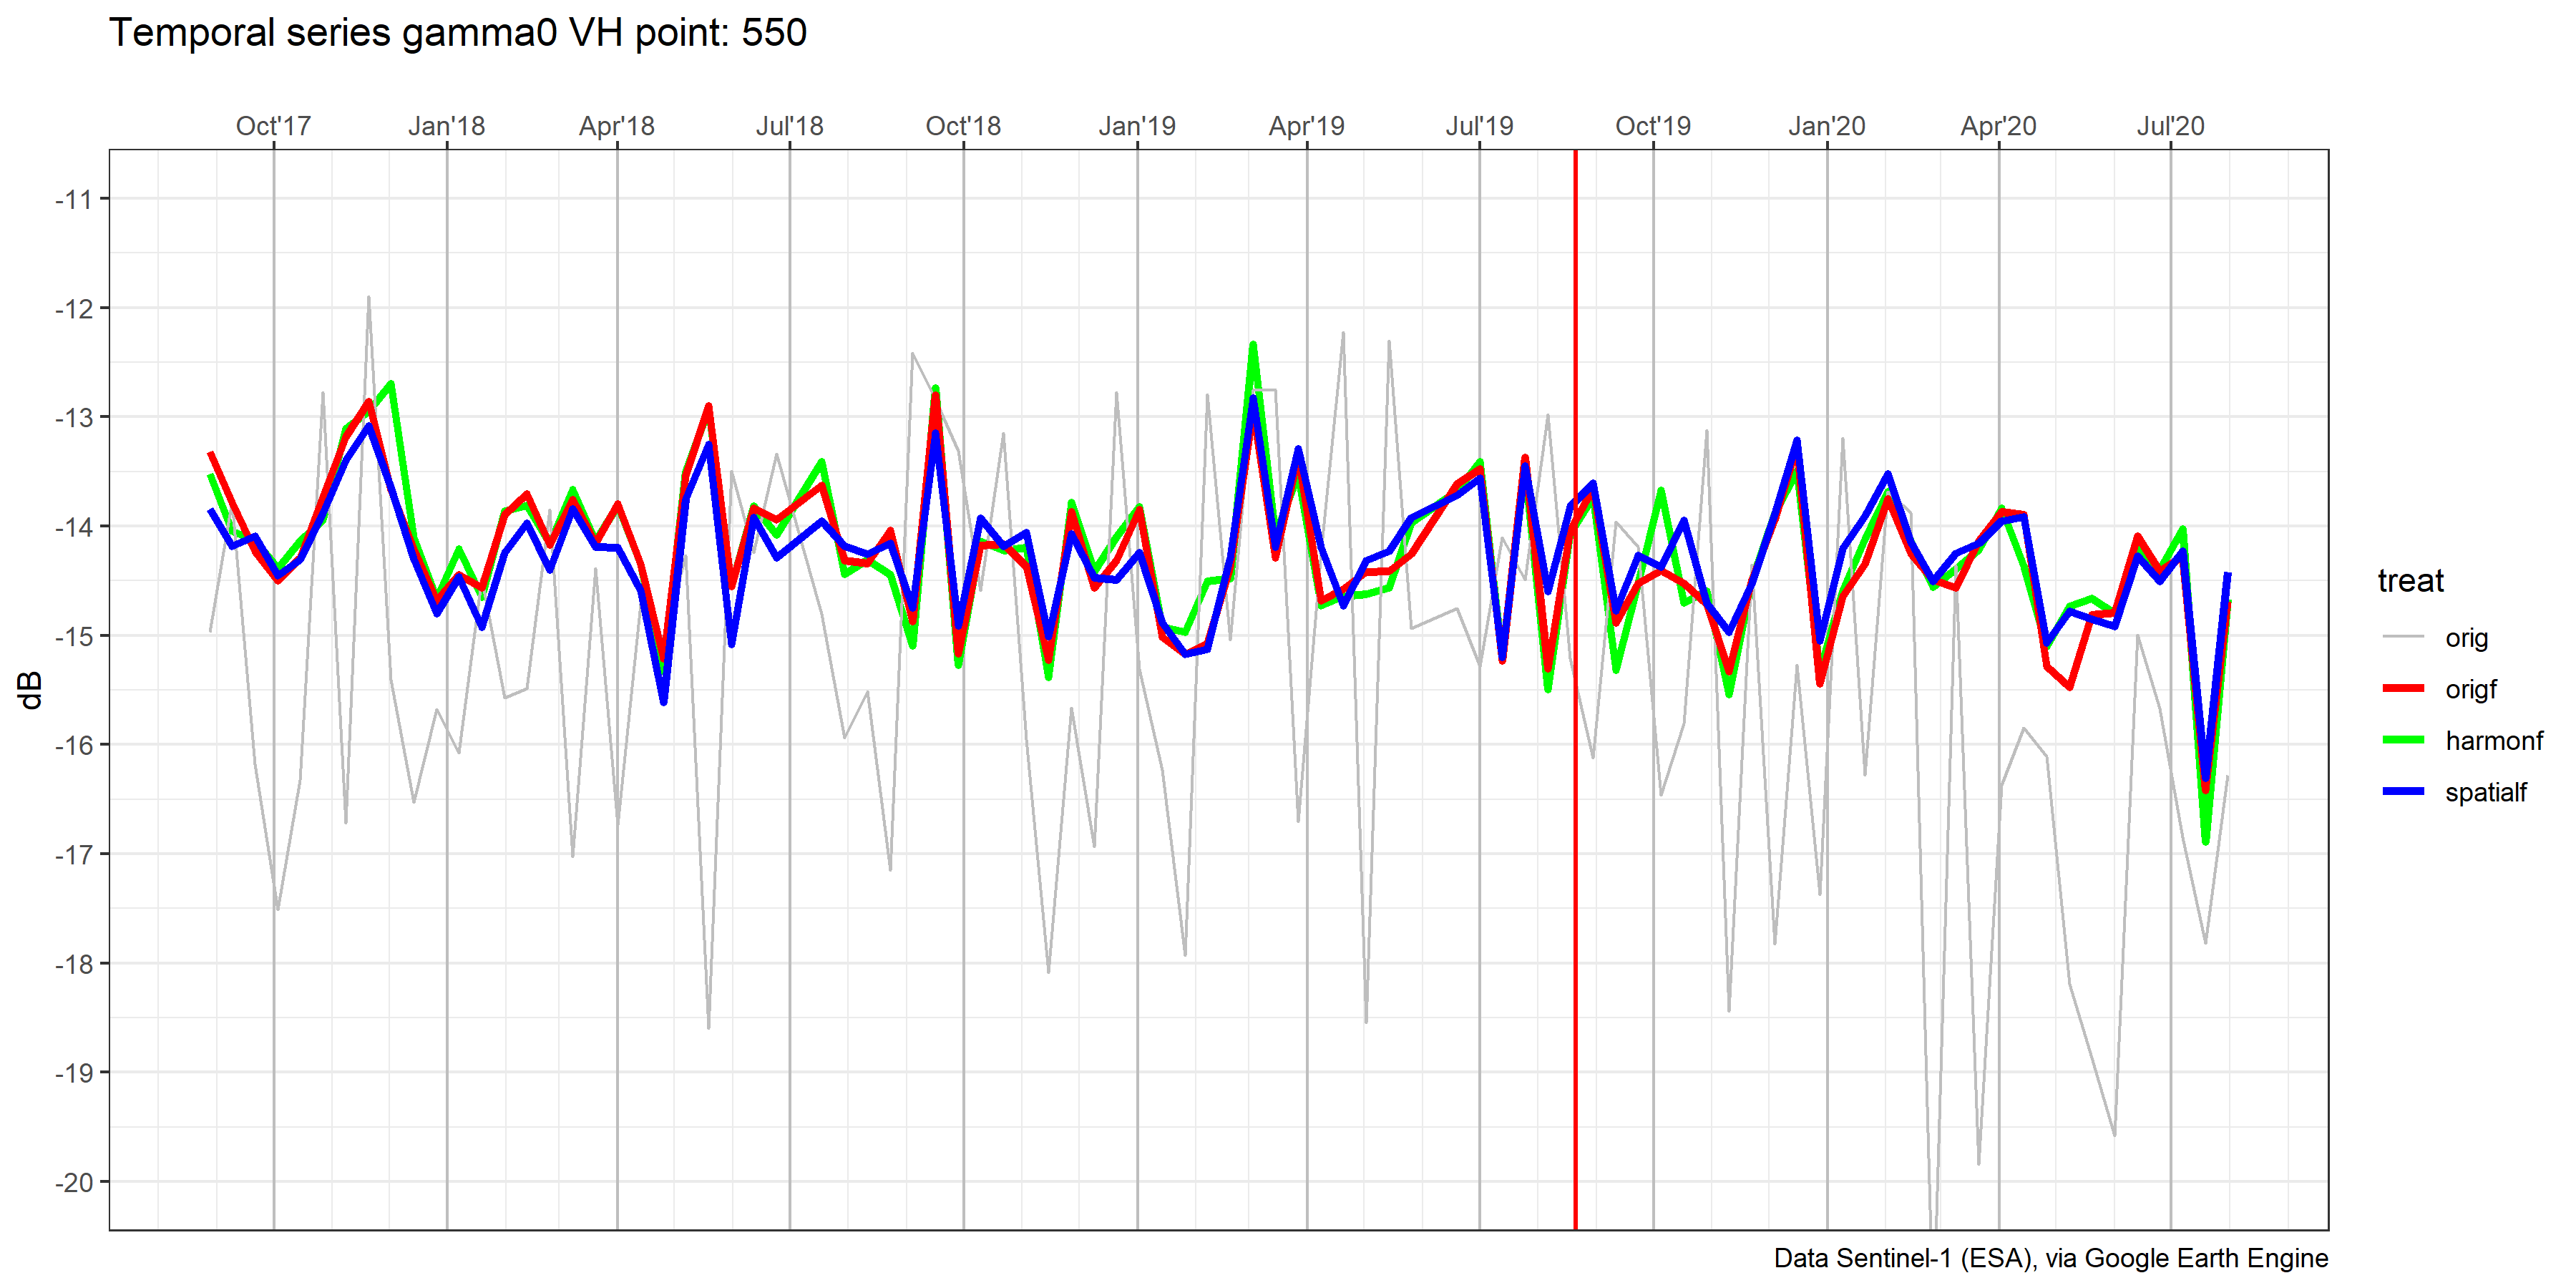 Temporal series gamma0 VH point: 550
Oct'17 Jan'18 Apr'18 Jul'18 Oct'18 Jan'19 Apr'19 Jul'19 Oct'19 Jan'20 Apr'20 Jul'20
-11
-12
-13
-14
-15
-16
-17
-18
-19
-20
dB
treat
orig
origf
harmonf
spatialf
Data Sentinel-1 (ESA), via Google Earth Engine